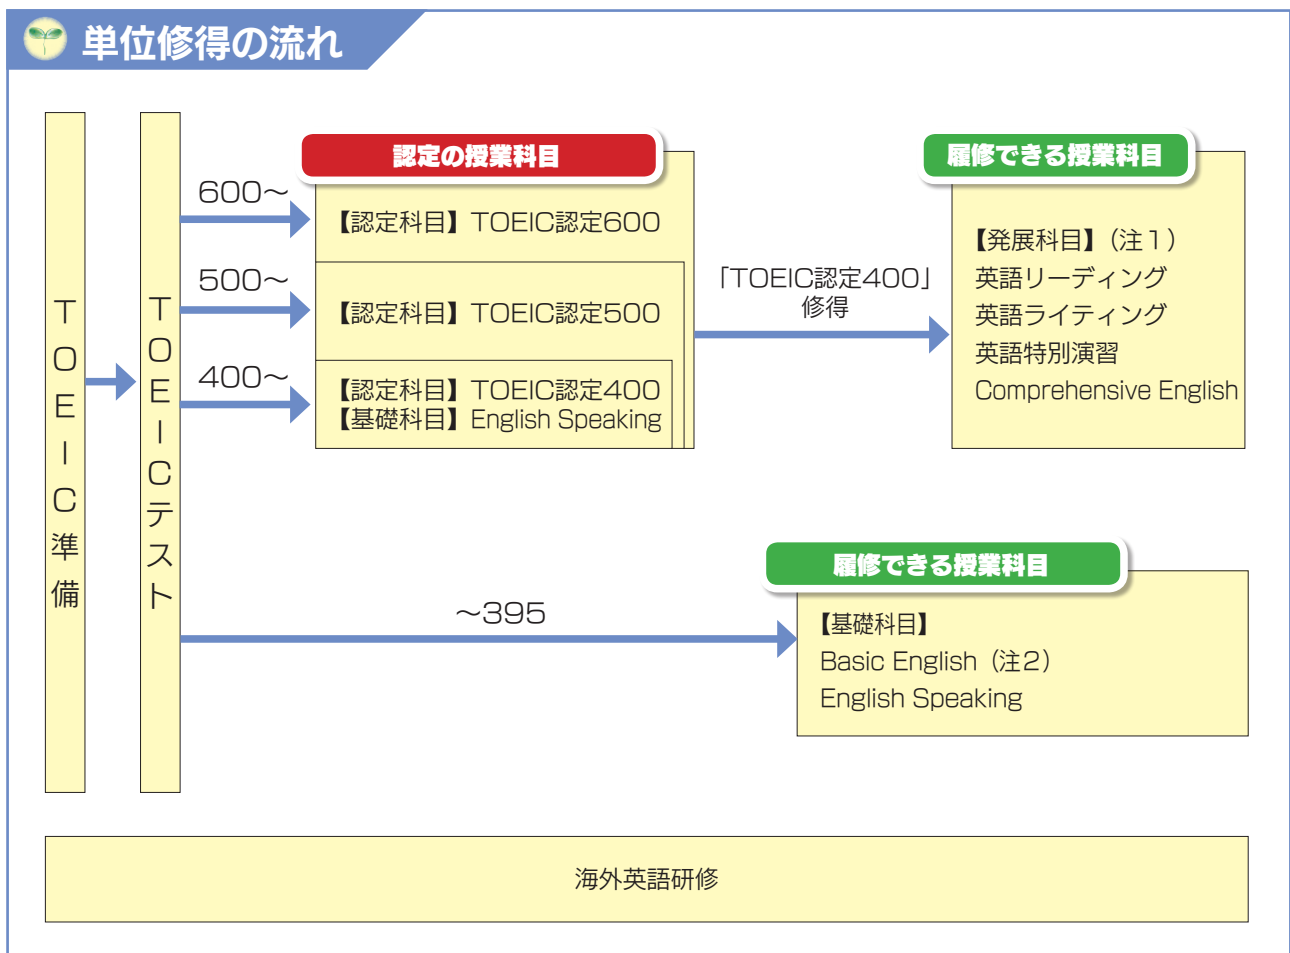 単位修得の流れ
TOEIC準備
TOEICテスト
認定の授業科目
600～
【認定科目】TOEIC認定600
500～
【認定科目】TOEIC認定500
400～
【認定科目】TOEIC認定400
【基礎科目】English Speaking
「TOEIC認定400」
修得
履修できる授業科目
【発展科目】（注１）
英語リーディング
英語ライティング
英語特別演習
Comprehensive English
～395
履修できる授業科目
【基礎科目】
Basic English（注２）
English Speaking
海外英語研修